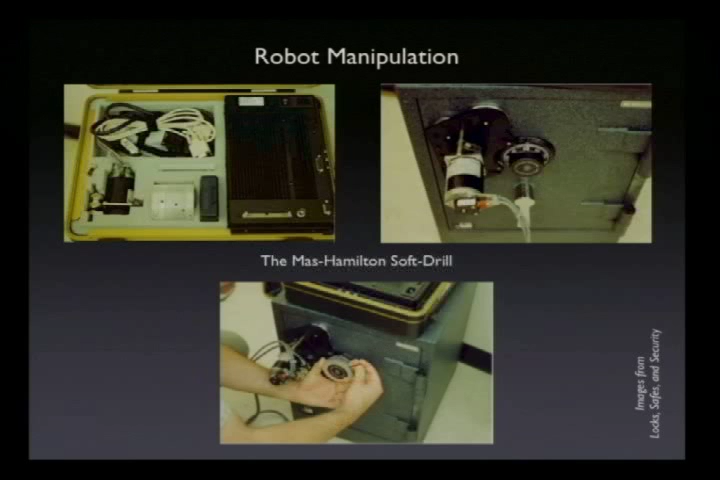 Robot Manipulation
The Mas-Hamilton Soft-Drill
Images from
Locks, Safes, and Security